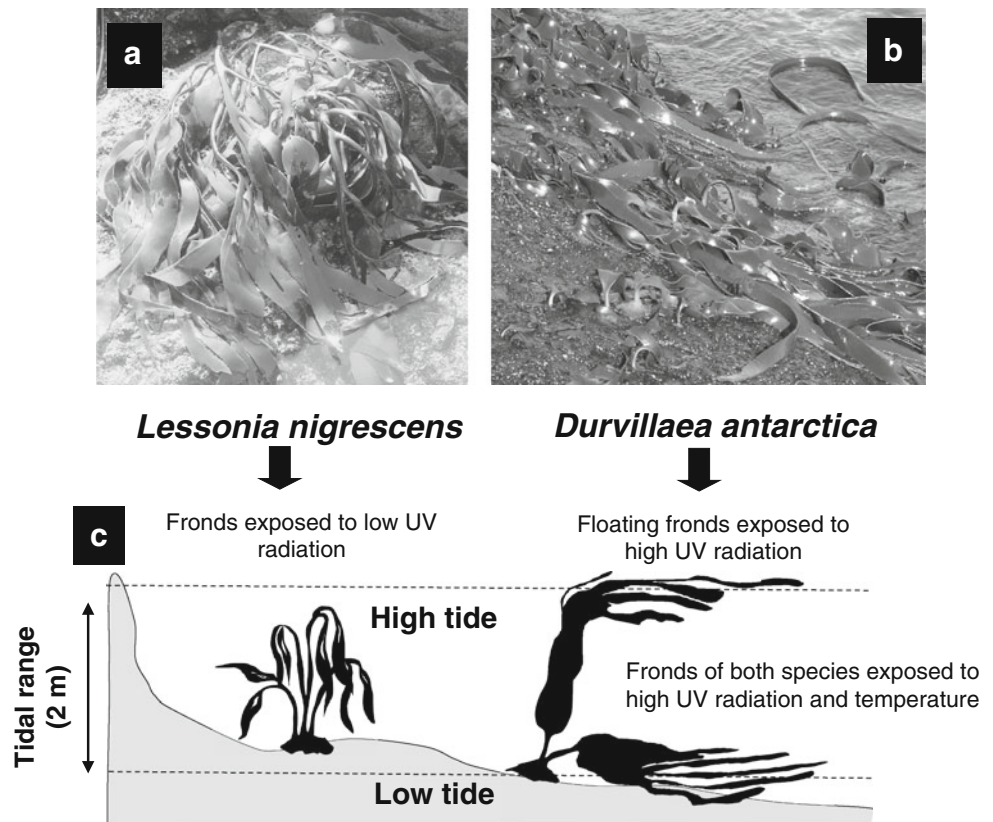 a
b
Lessonia nigrescens
Durvillaea antarctica
c
Fronds exposed to low UV
radiation
Floating fronds exposed to
high UV radiation
High tide
Tidal range
(2 m)
Fronds of both species exposed to
high UV radiation and temperature
Low tide